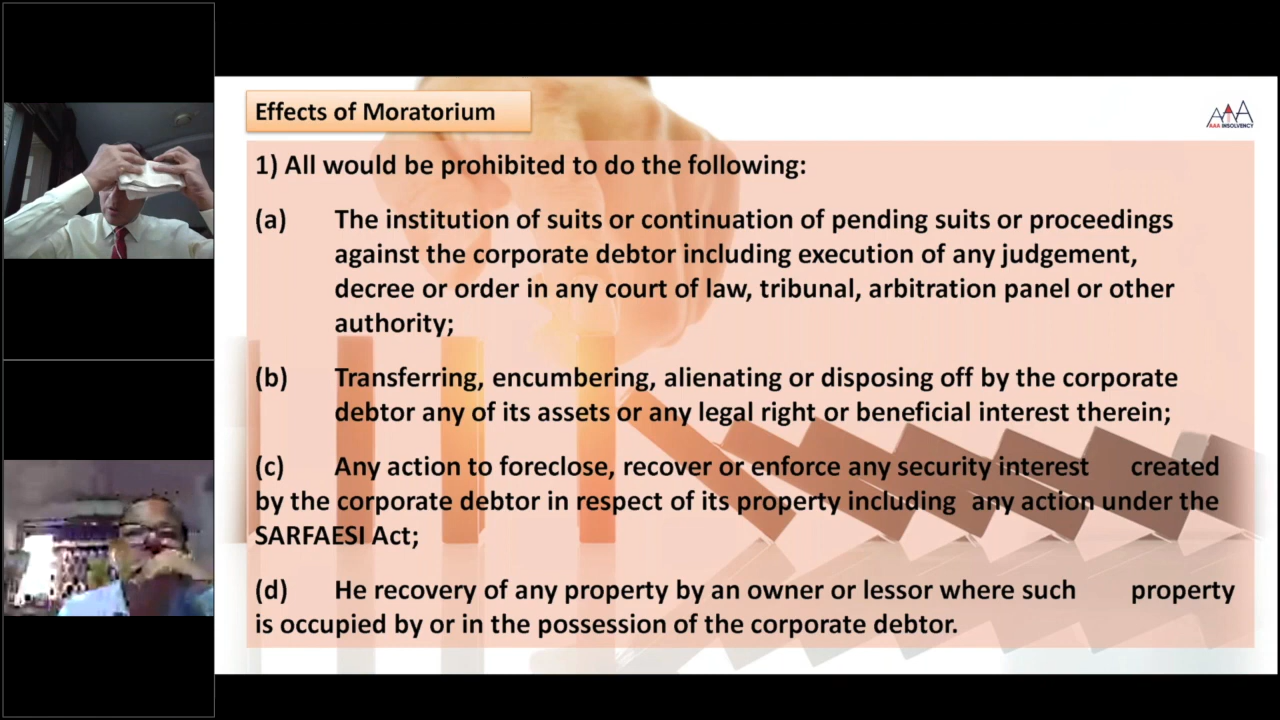 Effects of Moratorium
AAA INSOLVENCY
1) All would be prohibited to do the following:
(a) The institution of suits or continuation of pending suits or proceedings
against the corporate debtor including execution of any judgement,
decree or order in any court of law, tribunal, arbitration panel or other
authority;
(b) Transferring, encumbering, alienating or disposing off by the corporate
debtor any of its assets or any legal right or beneficial interest therein;
(c) Any action to foreclose, recover or enforce any security interest created
by the corporate debtor in respect of its property including any action under the
SARFAESI Act;
(d) He recovery of any property by an owner or lessor where such property
is occupied by or in the possession of the corporate debtor.